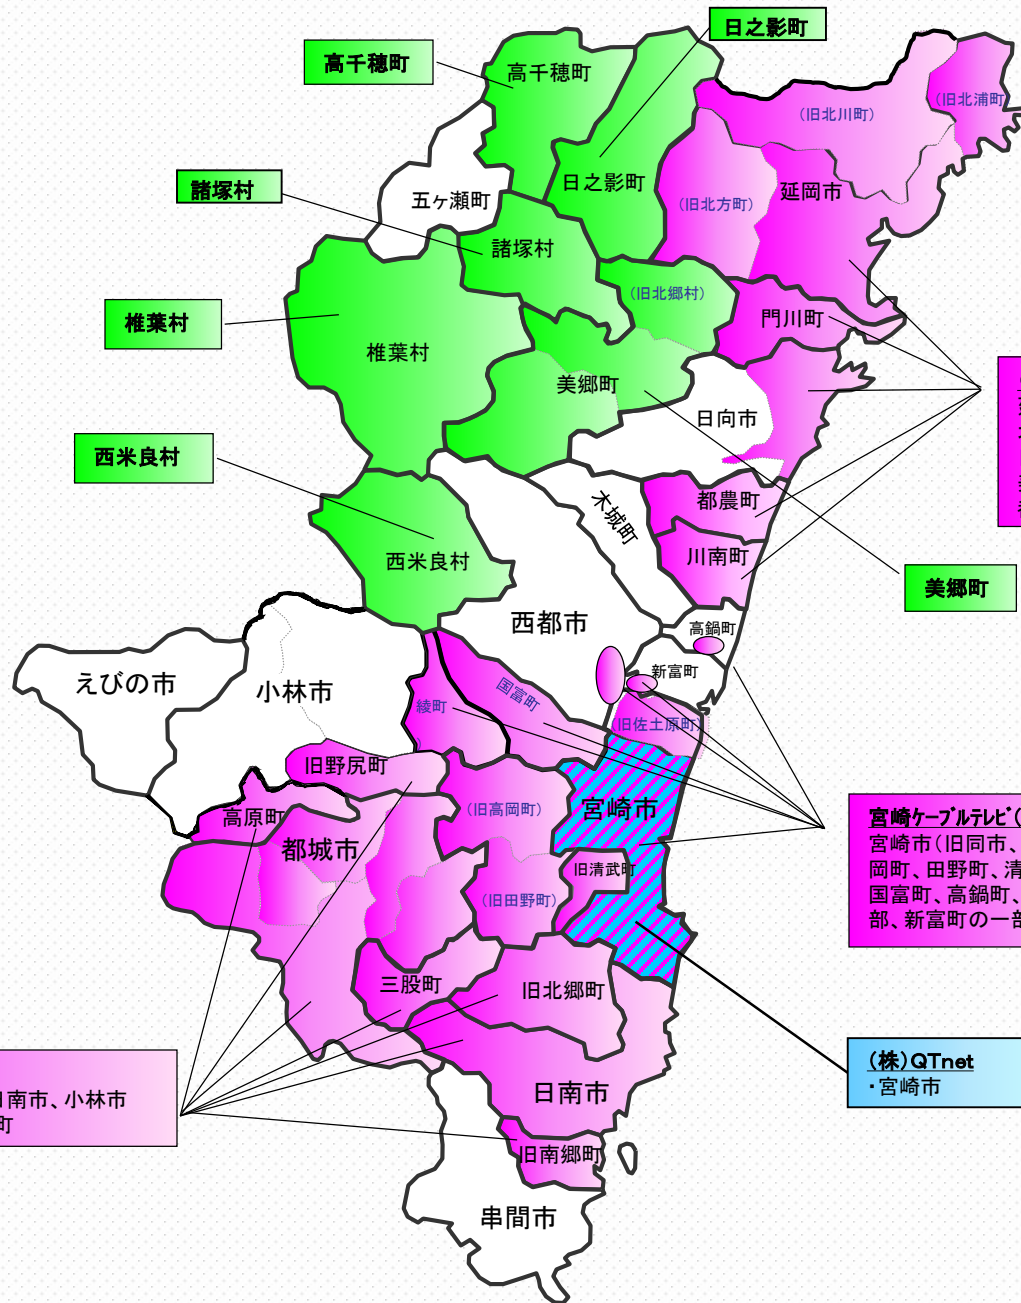 日之影町
高千穂町
高千穂町
(旧北川町)
(旧北浦町
日之影町
諸塚村
五ヶ瀬町
(旧北方町)
延岡市
諸塚村
(旧北郷村)
椎葉村
門川町
椎葉村
美郷町
日向市
西米良村
木城町
都農町
川南町
西米良村
美郷町
西都市
高鍋町
えびの市
小林市
新富町
国富町
綾町
(旧佐土原町)
旧野尻町
高原町
(旧高岡町)
宮崎市
都城市
旧清武町
(旧田野町)
宮崎ケーブルテレビ(
宮崎市(旧同市、
岡町、田野町、清
国富町、高鍋町、
部、新富町の一部
三股町
旧北郷町
(株)QTnet
・宮崎市
日南市、小林市
町
日南市
旧南郷町
串間市